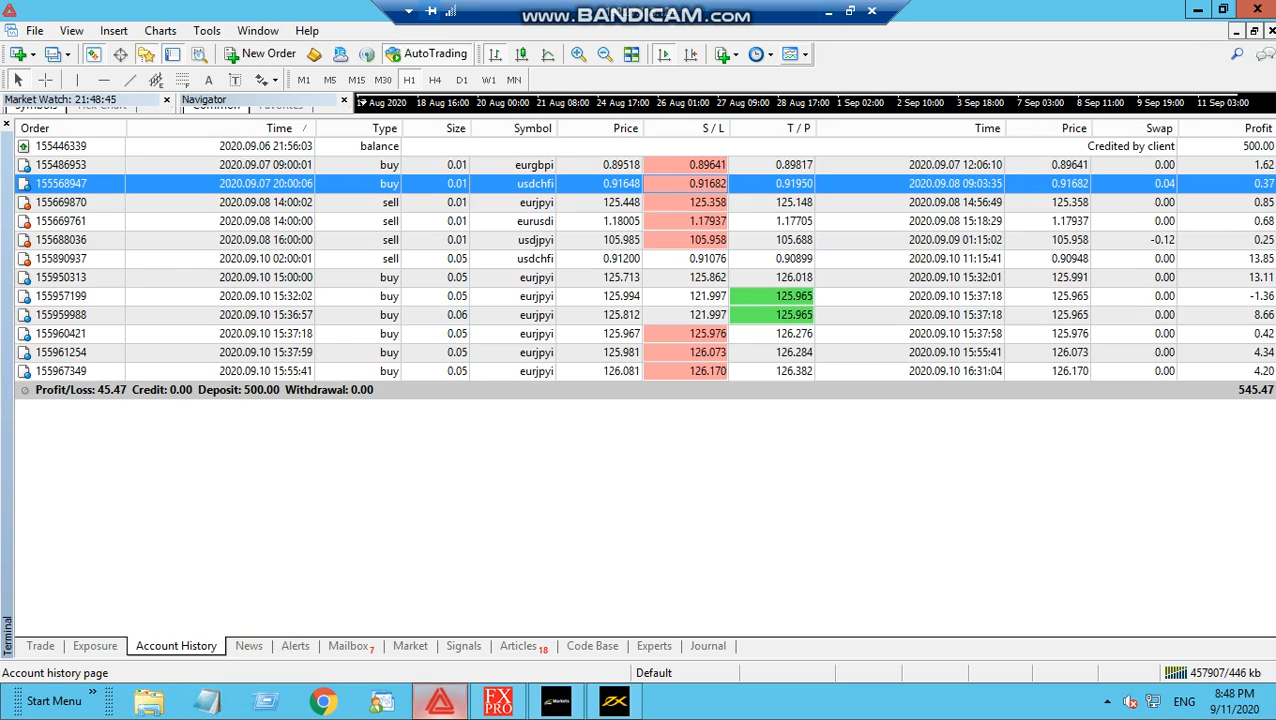 www.BANDICAM.com
File View Insert Charts Tools Window Help
New Order AutoTrading
A T M1 M5 M15 M30 H1 H4 D1 W1 MN
Market Watch: 21:48:45 Navigator
Aug 2020 18 Aug 16:00 20 Aug 00:00 21 Aug 08:00 24 Aug 17:00 26 Aug 01:00 27 Aug 09:00 28 Aug 17:00 1 Sep 02:00 2 Sep 10:00 3 Sep 18:00 7 Sep 03:00 8 Sep 11:00 9 Sep 19:00 11 Sep 03:00
Symbols Tick Chart Common Favorites
Order Time / Type Size Symbol Price S / L T / P Time Price Swap Profit
155446339 2020.09.06 21:56:03 balance Credited by client 500.00
155486953 2020.09.07 09:00:01 buy 0.01 eurgbpi 0.89518 0.89641 0.89817 2020.09.07 12:06:10 0.89641 0.00 1.62
155568947 2020.09.07 20:00:06 buy 0.01 usdchfi 0.91648 0.91682 0.91950 2020.09.08 09:03:35 0.91682 0.04 0.37
155669870 2020.09.08 14:00:02 sell 0.01 eurjpyi 125.448 125.358 125.148 2020.09.08 14:56:49 125.358 0.00 0.85
155669761 2020.09.08 14:00:00 sell 0.01 eurusdi 1.18005 1.17937 1.17705 2020.09.08 15:18:29 1.17937 0.00 0.68
155688036 2020.09.08 16:00:00 sell 0.01 usdjpyi 105.985 105.958 105.688 2020.09.09 01:15:02 105.958 -0.12 0.25
155890937 2020.09.10 02:00:01 sell 0.05 usdchfi 0.91200 0.91076 0.90899 2020.09.10 11:15:41 0.90948 0.00 13.85
155950313 2020.09.10 15:00:00 buy 0.05 eurjpyi 125.713 125.862 126.018 2020.09.10 15:32:01 125.991 0.00 13.11
155957199 2020.09.10 15:32:02 buy 0.05 eurjpyi 125.994 121.997 125.965 2020.09.10 15:37:18 125.965 0.00 -1.36
155959988 2020.09.10 15:36:57 buy 0.06 eurjpyi 125.812 121.997 125.965 2020.09.10 15:37:18 125.965 0.00 8.66
155960421 2020.09.10 15:37:18 buy 0.05 eurjpyi 125.967 125.976 126.276 2020.09.10 15:37:58 125.976 0.00 0.42
155961254 2020.09.10 15:37:59 buy 0.05 eurjpyi 125.981 126.073 126.284 2020.09.10 15:55:41 126.073 0.00 4.34
155967349 2020.09.10 15:55:41 buy 0.05 eurjpyi 126.081 126.170 126.382 2020.09.10 16:31:04 126.170 0.00 4.20
Profit/Loss: 45.47 Credit: 0.00 Deposit: 500.00 Withdrawal: 0.00 545.47
Terminal
Trade Exposure Account History News Alerts Mailbox 7 Market Signals Articles 18 Code Base Experts Journal
Account history page Default 457907/446 kb
Start Menu » FX PRO Markets ZX ENG 8:48 PM
9/11/2020